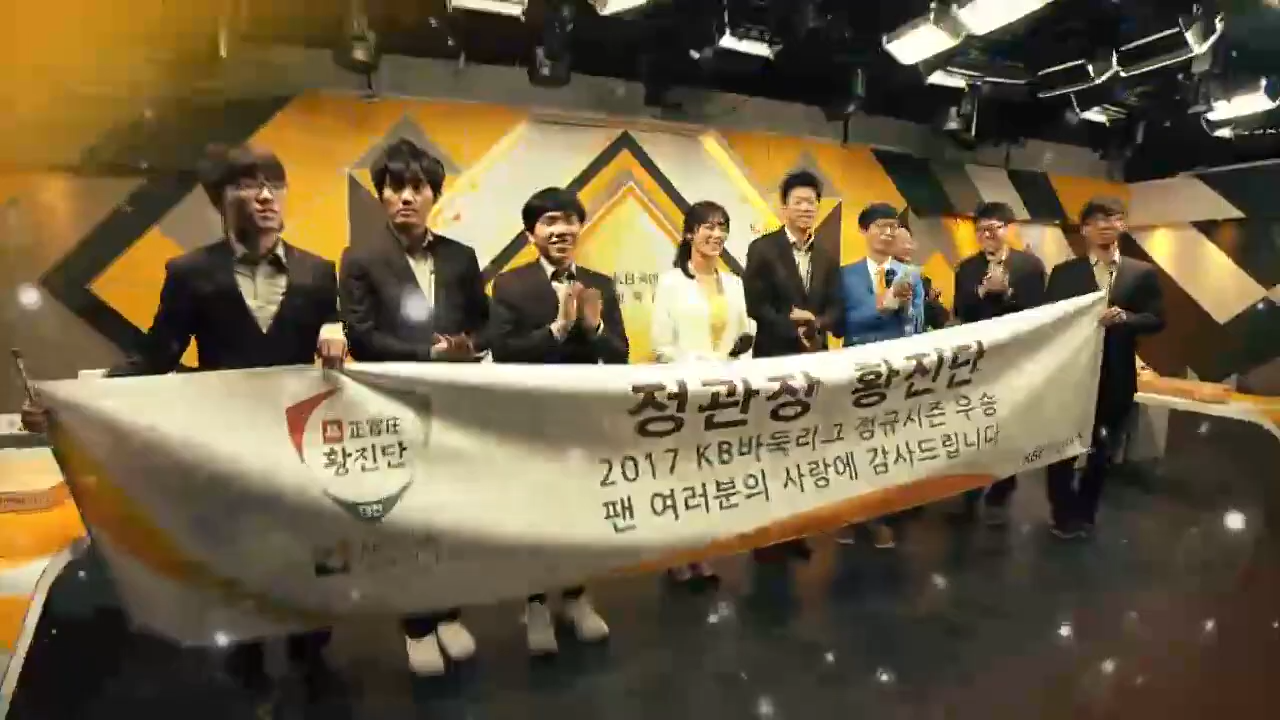 正官庄
황진단
대전
정관장 황진단
2017 KB바둑리그 정규시즌 우승
팬 여러분의 사랑에 감사드립니다